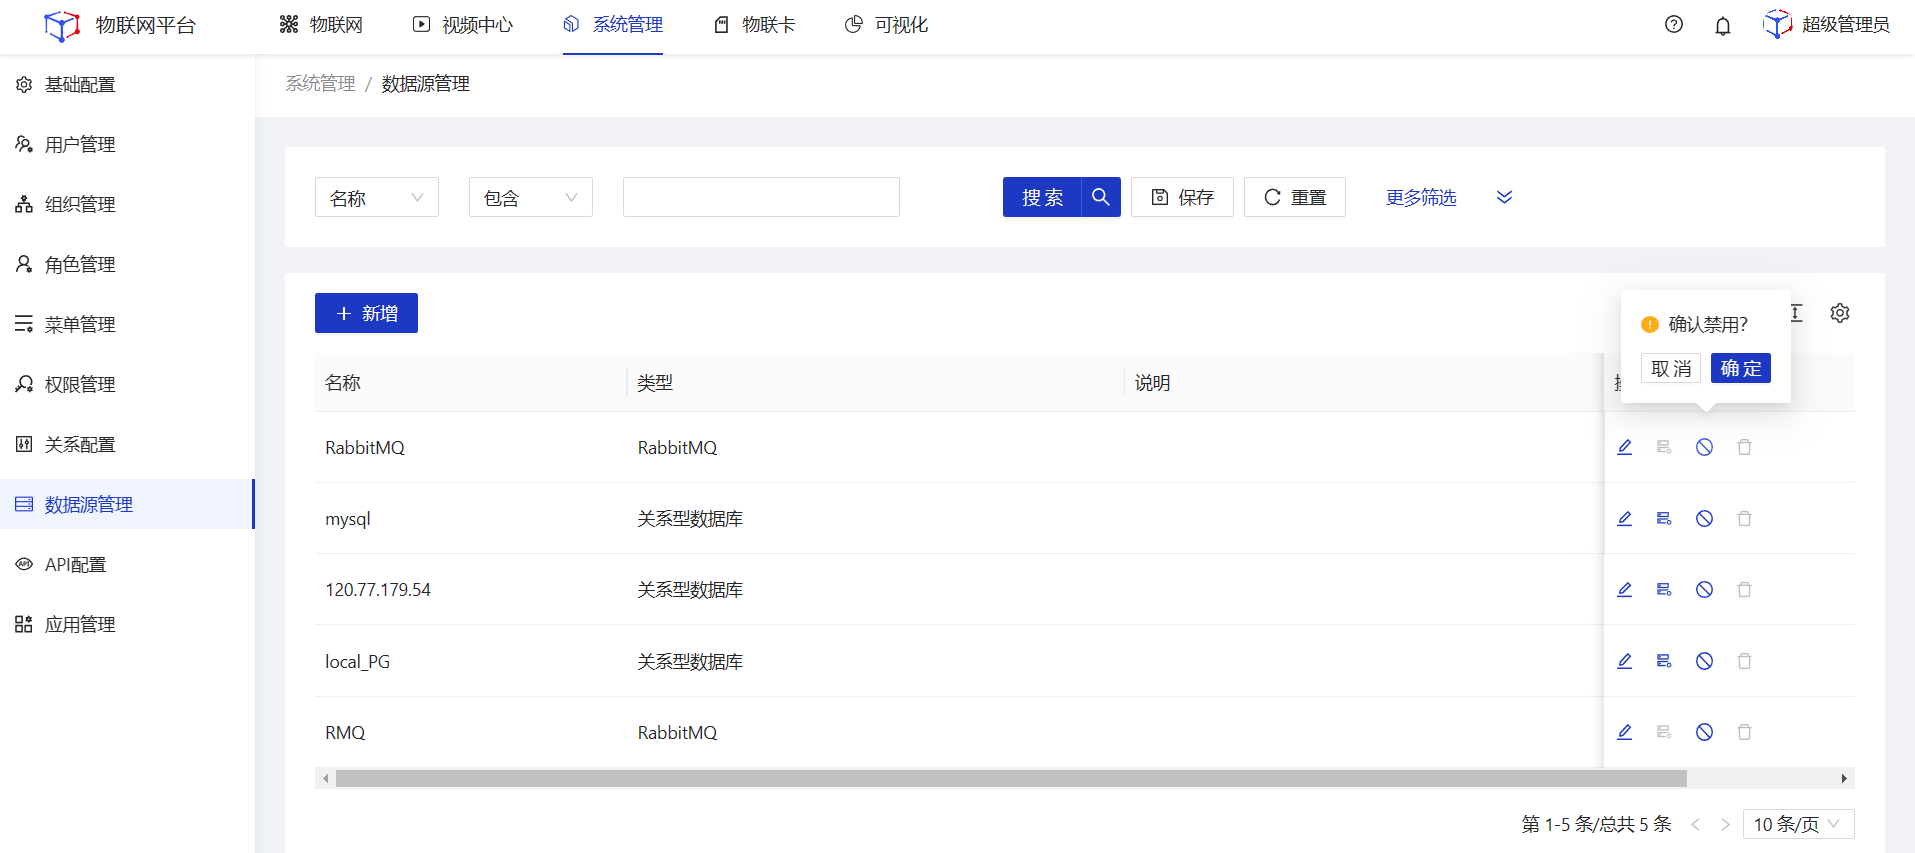 物联网平台
物联网
视频中心
系统管理
物联卡
可视化
超级管理员
基础配置
用户管理
组织管理
角色管理
菜单管理
权限管理
关系配置
数据源管理
API配置
应用管理
系统管理 / 数据源管理
名称
包含
搜索
保存
重置
更多筛选
新增
确认禁用?
取消
确定
名称
类型
说明
RabbitMQ
RabbitMQ
mysql
关系型数据库
120.77.179.54
关系型数据库
local_PG
关系型数据库
RMQ
RabbitMQ
第 1-5 条/总共 5 条
10 条/页